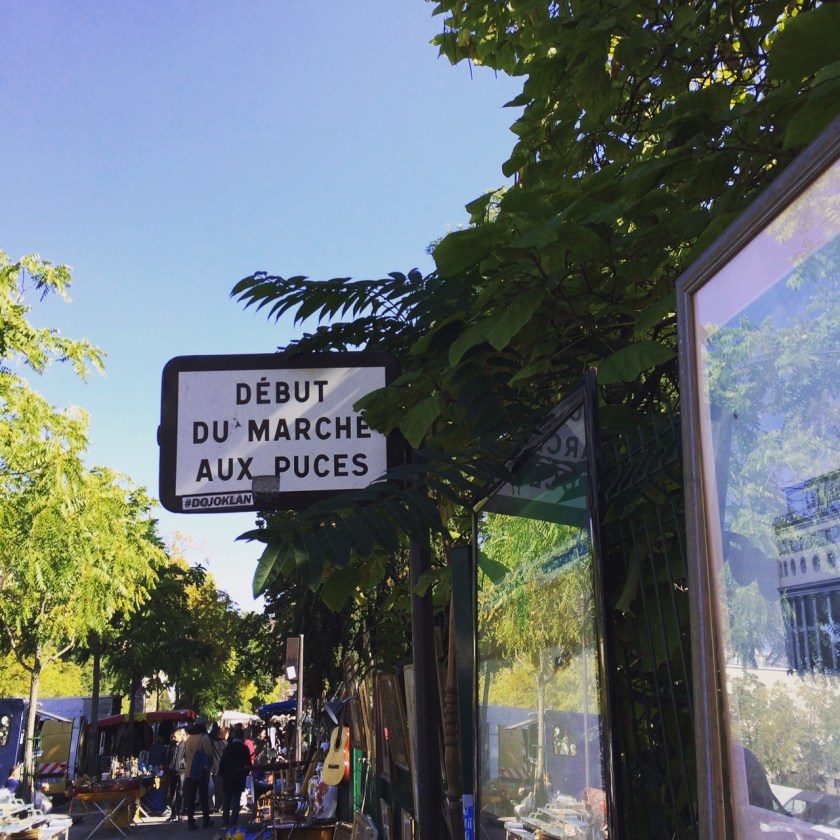 DÉBUT
DU MARCHÉ
AUX PUCES
#DOJOKLAN